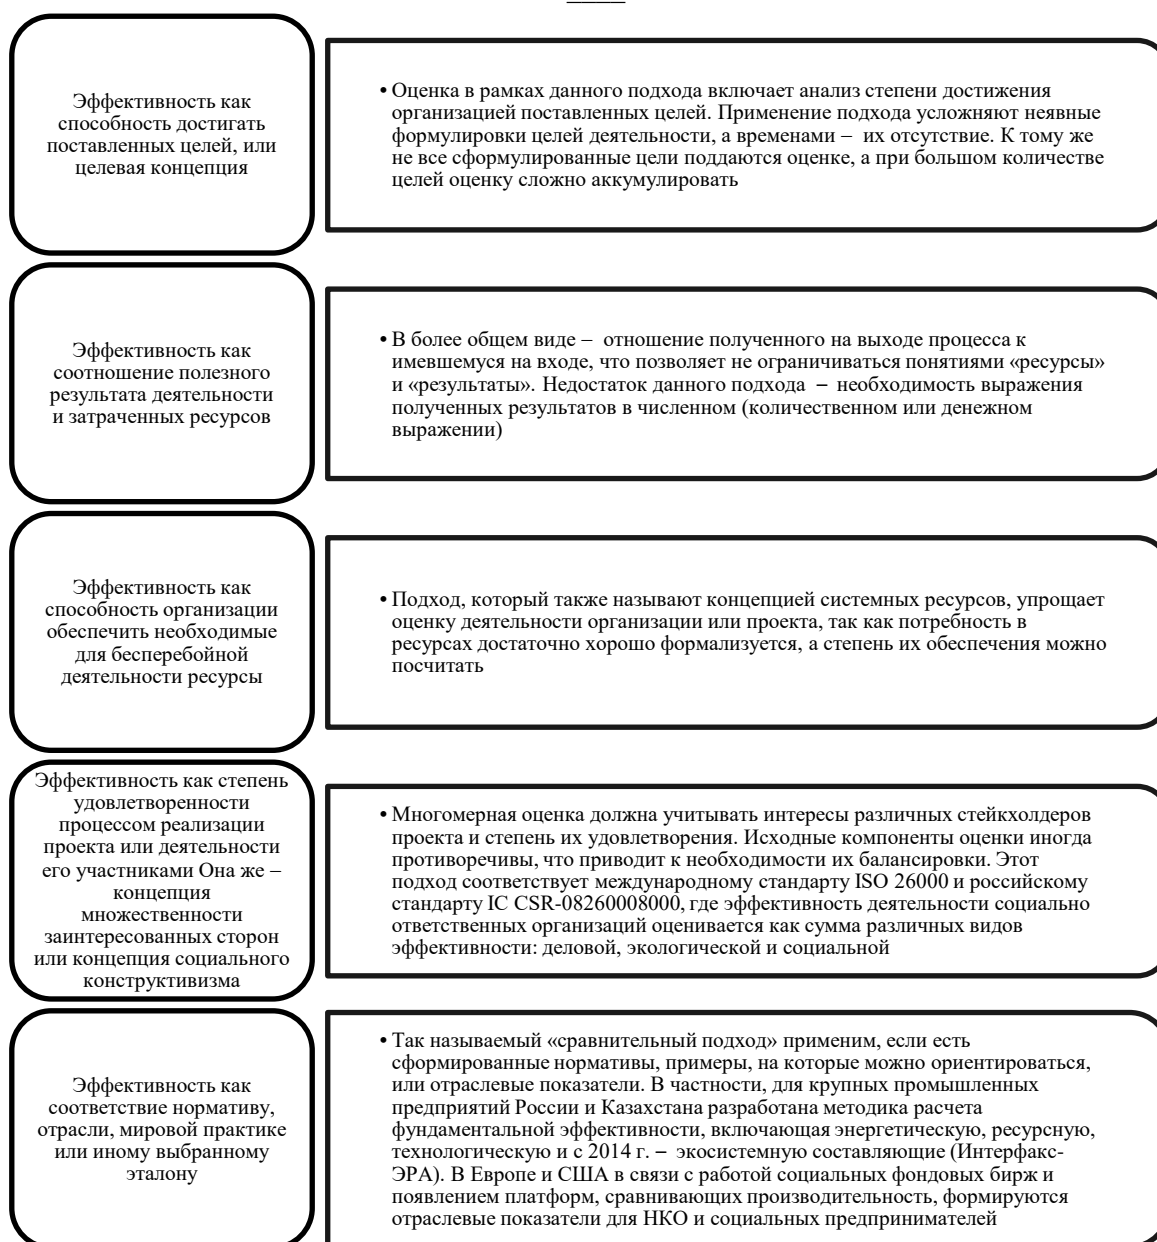 Эффективность как
способность достигать
поставленных целей, или
целевая концепция
• Оценка в рамках данного подхода включает анализ степени достижения
организацией поставленных целей. Применение подхода усложняют неявные
формулировки целей деятельности, а временами – их отсутствие. К тому же
не все сформулированные цели поддаются оценке, а при большом количестве
целей оценку сложно аккумулировать
Эффективность как
соотношение полезного
результата деятельности
и затраченных ресурсов
• В более общем виде – отношение полученного на выходе процесса к
имевшемуся на входе, что позволяет не ограничиваться понятиями «ресурсы»
и «результаты». Недостаток данного подхода – необходимость выражения
полученных результатов в численном (количественном или денежном
выражении)
Эффективность как
способность организации
обеспечить необходимые
для бесперебойной
деятельности ресурсы
• Подход, который также называют концепцией системных ресурсов, упрощает
оценку деятельности организации или проекта, так как потребность в
ресурсах достаточно хорошо формализуется, а степень их обеспечения можно
посчитать
Эффективность как степень
удовлетворенности
процессом реализации
проекта или деятельности
его участниками Она же –
концепция
множественности
заинтересованных сторон
или концепция социального
конструктивизма
• Многомерная оценка должна учитывать интересы различных стейкхолдеров
проекта и степень их удовлетворения. Исходные компоненты оценки иногда
противоречивы, что приводит к необходимости их балансировки. Этот
подход соответствует международному стандарту ISO 26000 и российскому
стандарту IC CSR-08260008000, где эффективность деятельности социально
ответственных организаций оценивается как сумма различных видов
эффективности: деловой, экологической и социальной
Эффективность как
соответствие нормативу,
отрасли, мировой практике
или иному выбранному
эталону
• Так называемый «сравнительный подход» применим, если есть
сформированные нормативы, примеры, на которые можно ориентироваться,
или отраслевые показатели. В частности, для крупных промышленных
предприятий России и Казахстана разработана методика расчета
фундаментальной эффективности, включающая энергетическую, ресурсную,
технологическую и с 2014 г. – экосистемную составляющие (Интерфакс-
ЭРА). В Европе и США в связи с работой социальных фондовых бирж и
появлением платформ, сравнивающих производительность, формируются
отраслевые показатели для НКО и социальных предпринимателей